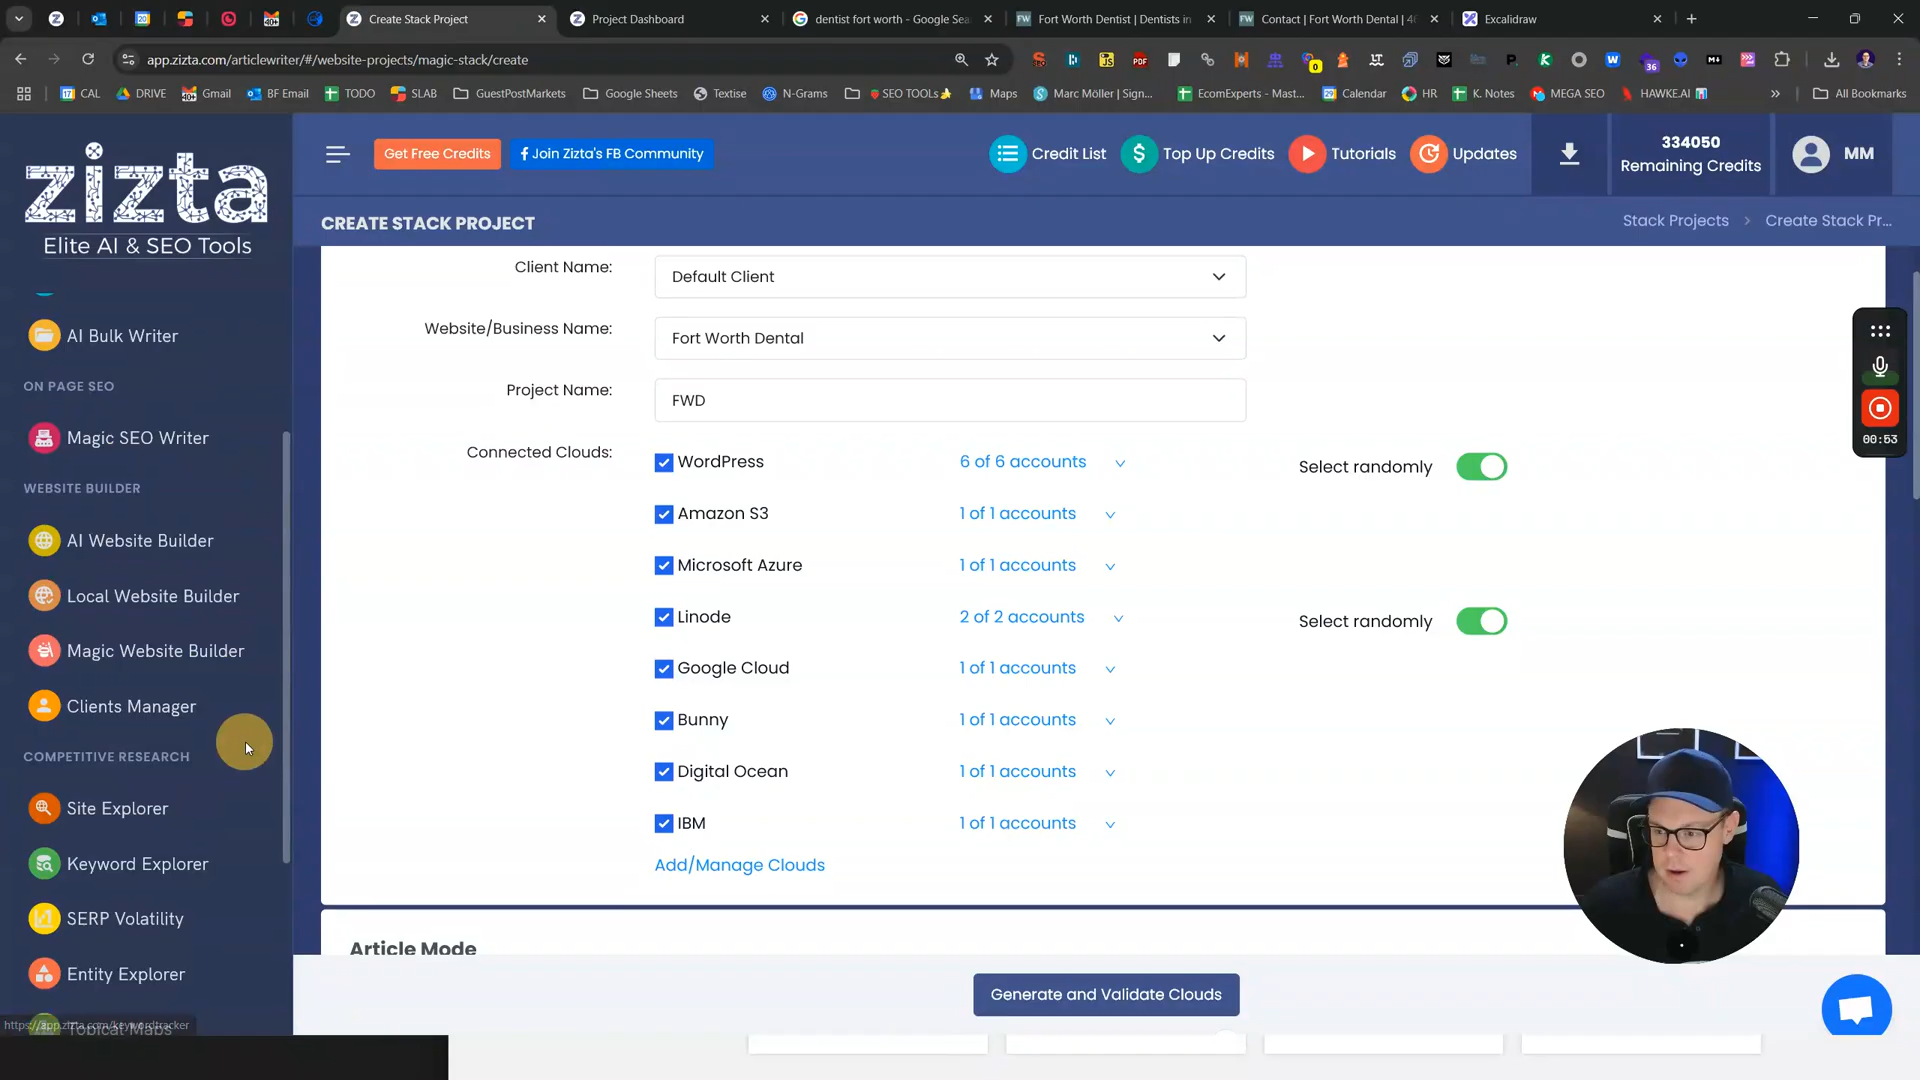 Create Stack Project
Project Dashboard
dentist fort worth - Google Sea
Fort Worth Dentist | Dentists in
Contact | Fort Worth Dental | 46
Excalidraw
app.zizta.com/articlewriter/#/website-projects/magic-stack/create
CAL
DRIVE
Gmail
BF Email
TODO
SLAB
GuestPostMarkets
Google Sheets
Textise
N-Grams
SEO TOOLs
Maps
Marc Möller | Sign...
EcomExperts - Mast...
Calendar
HR
K. Notes
MEGA SEO
HAWKE.AI
All Bookmarks
zizta
Elite AI & SEO Tools
Get Free Credits
Join Zizta's FB Community
Credit List
Top Up Credits
Tutorials
Updates
334050
Remaining Credits
MM
CREATE STACK PROJECT
Stack Projects > Create Stack Pr...
AI Bulk Writer
ON PAGE SEO
Magic SEO Writer
WEBSITE BUILDER
AI Website Builder
Local Website Builder
Magic Website Builder
Clients Manager
COMPETITIVE RESEARCH
Site Explorer
Keyword Explorer
SERP Volatility
Entity Explorer
Topical Maps
https://app.zizta.com/keywordtracker
Client Name:
Default Client
Website/Business Name:
Fort Worth Dental
Project Name:
FWD
Connected Clouds:
WordPress 6 of 6 accounts Select randomly
Amazon S3 1 of 1 accounts
Microsoft Azure 1 of 1 accounts
Linode 2 of 2 accounts Select randomly
Google Cloud 1 of 1 accounts
Bunny 1 of 1 accounts
Digital Ocean 1 of 1 accounts
IBM 1 of 1 accounts
Add/Manage Clouds
Article Mode
Generate and Validate Clouds
00:53